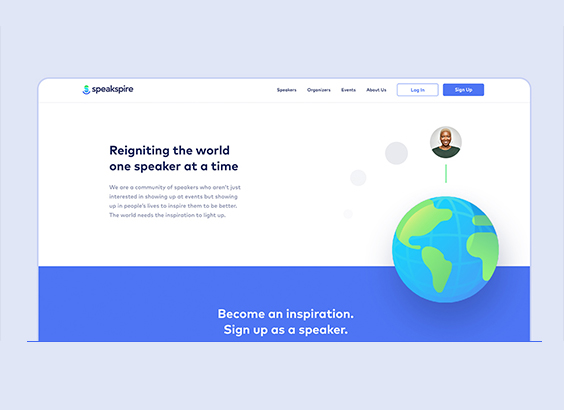 speakspire
Speakers Organizers Events About Us Log In Sign Up
Reigniting the world
one speaker at a time
We are a community of speakers who aren't just
interested in showing up at events but showing
up in people's lives to inspire them to be better.
The world needs the inspiration to light up.
Become an inspiration.
Sign up as a speaker.